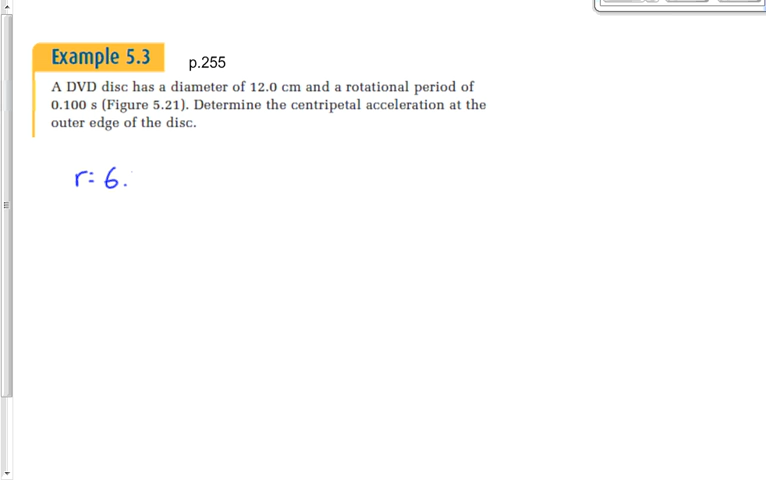 Example 5.3
p.255
A DVD disc has a diameter of 12.0 cm and a rotational period of
0.100 s (Figure 5.21). Determine the centripetal acceleration at the
outer edge of the disc.
r: 6.